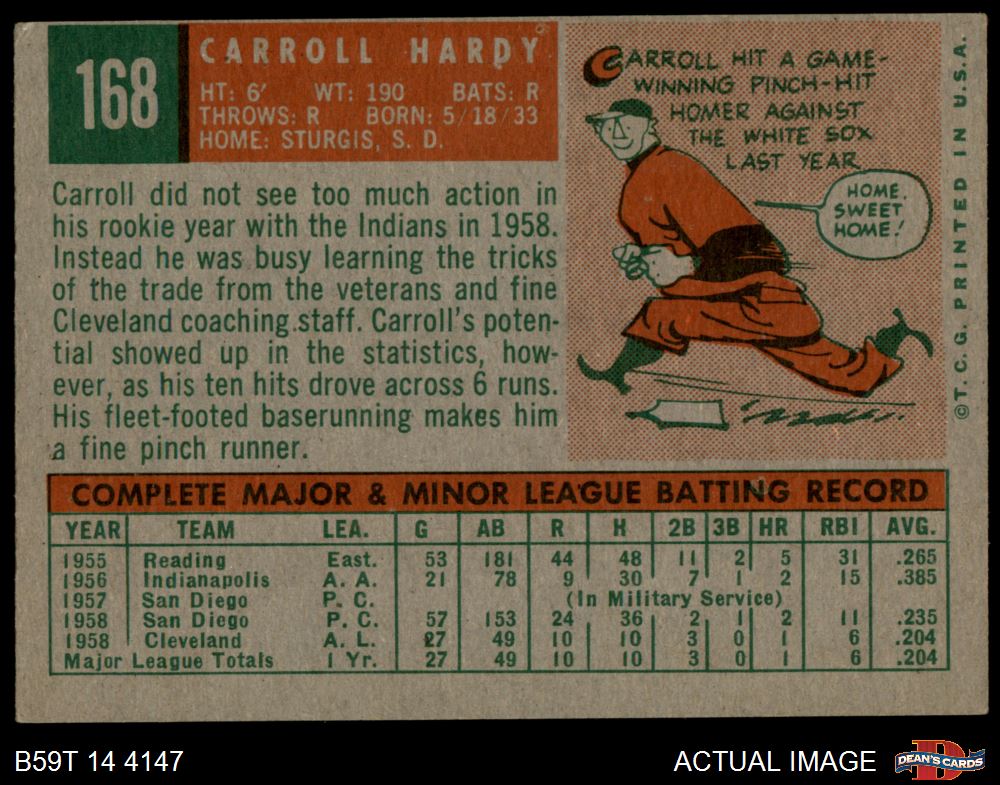 168
CARROLL HARDY
HT: 6' WT: 190 BATS: R
THROWS: R BORN: 5/18/33
HOME: STURGIS, S. D.
CARROLL HIT A GAME-
WINNING PINCH-HIT
HOMER AGAINST
THE WHITE SOX
LAST YEAR
HOME,
SWEET
HOME!
©T. C. G. PRINTED IN U.S.A.
Carroll did not see too much action in
his rookie year with the Indians in 1958.
Instead he was busy learning the tricks
of the trade from the veterans and fine
Cleveland coaching staff. Carroll's poten-
tial showed up in the statistics, how-
ever, as his ten hits drove across 6 runs.
His fleet-footed baserunning makes him
a fine pinch runner.
COMPLETE MAJOR & MINOR LEAGUE BATTING RECORD
YEAR TEAM LEA. G AB R H 2B 3B HR RBI AVG.
1955 Reading East. 53 181 44 48 11 2 5 31 .265
1956 Indianapolis A. A. 21 78 9 30 7 1 2 15 .385
1957 San Diego P. C. (In Military Service)
1958 San Diego P. C. 57 153 24 36 2 1 2 11 .235
1958 Cleveland A. L. 27 49 10 10 3 0 1 6 .204
Major League Totals 1 Yr. 27 49 10 10 3 0 1 6 .204
B59T 14 4147
ACTUAL IMAGE
D
DEAN'S CARDS